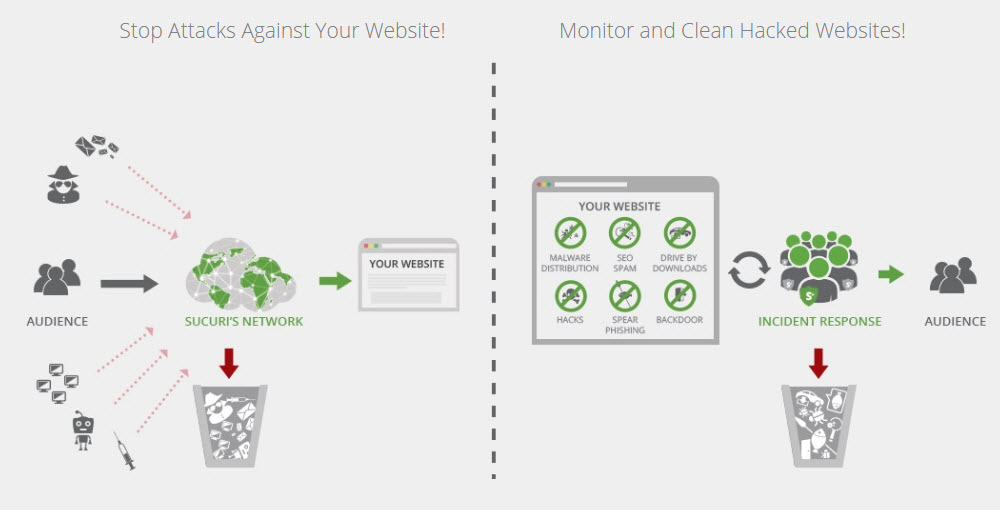 Stop Attacks Against Your Website!
AUDIENCE
SUCURI'S NETWORK
YOUR WEBSITE
Monitor and Clean Hacked Websites!
YOUR WEBSITE
MALWARE
DISTRIBUTION
SEO
SPAM
DRIVE BY
DOWNLOADS
HACKS
SPEAR
PHISHING
BACKDOOR
INCIDENT RESPONSE
AUDIENCE